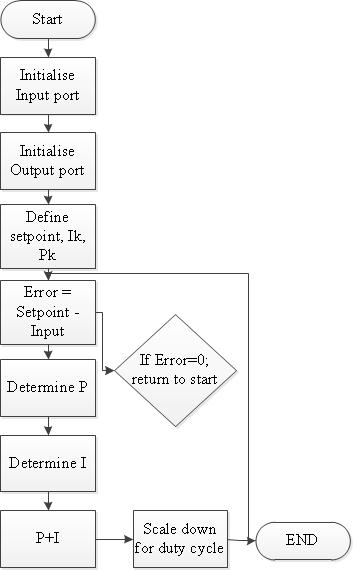 Start
Initialise
Input port
Initialise
Output port
Define
setpoint, Ik,
Pk
Error =
Setpoint -
Input
If Error=0;
return to start
Determine P
Determine I
P+I
Scale down
for duty cycle
END